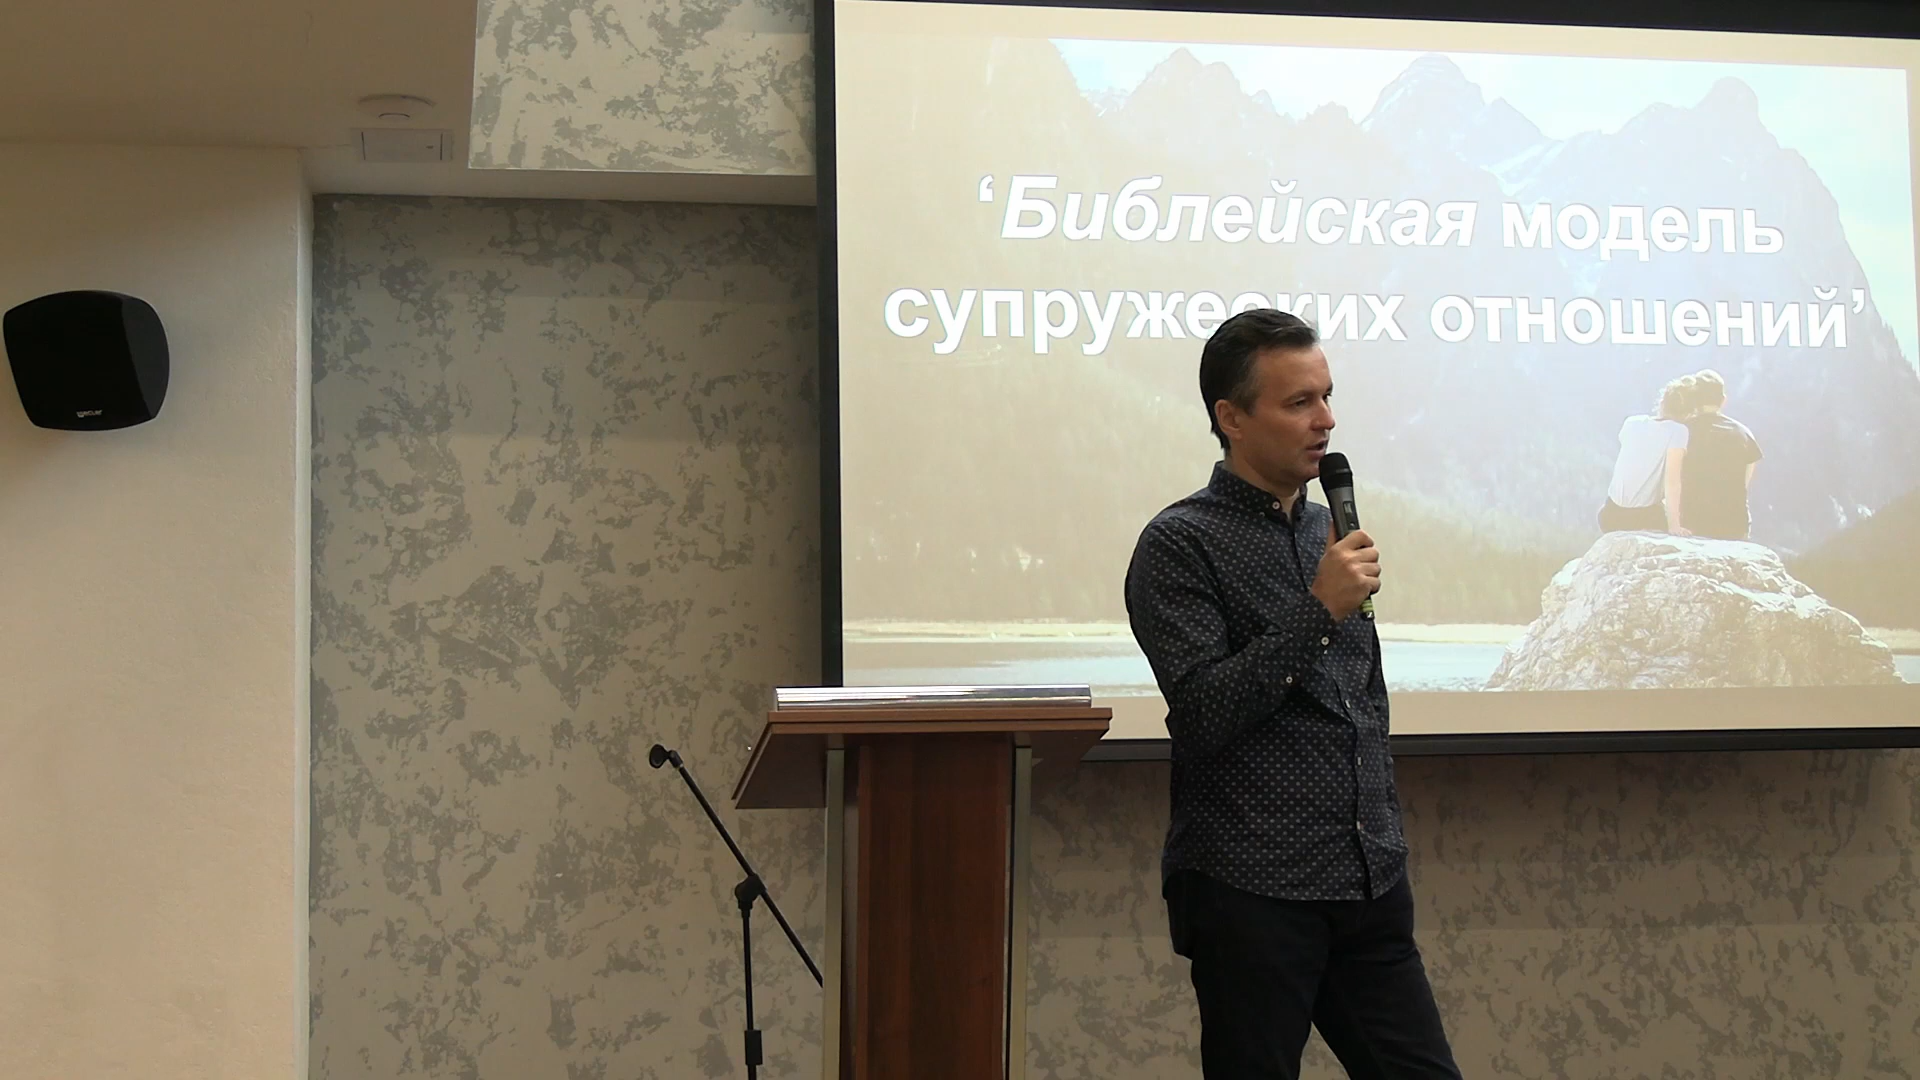 ‘Библейская модель
супружеских отношений’